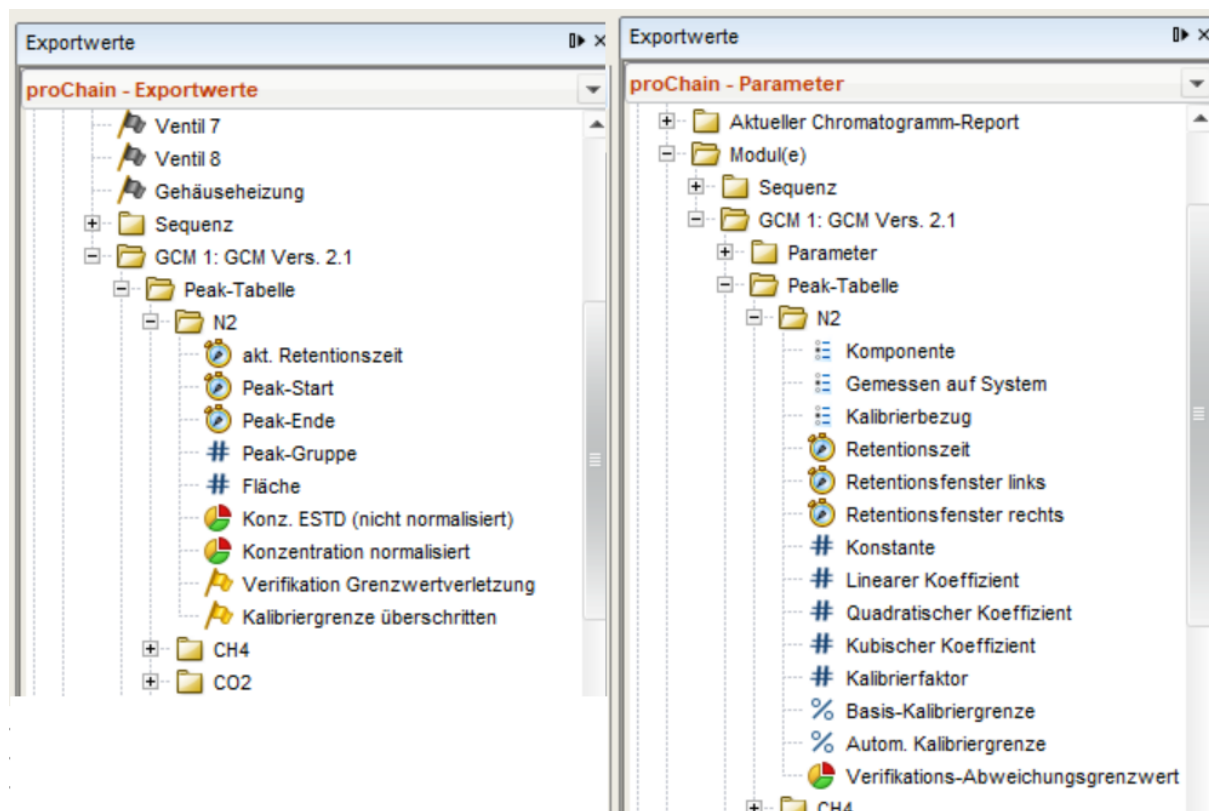 Exportwerte
proChain - Exportwerte
Ventil 7
Ventil 8
Gehäuseheizung
Sequenz
GCM 1: GCM Vers. 2.1
Peak-Tabelle
N2
akt. Retentionszeit
Peak-Start
Peak-Ende
Peak-Gruppe
Fläche
Konz. ESTD (nicht normalisiert)
Konzentration normalisiert
Verifikation Grenzwertverletzung
Kalibriergrenze überschritten
CH4
CO2
Exportwerte
proChain - Parameter
Aktueller Chromatogramm-Report
Modul(e)
Sequenz
GCM 1: GCM Vers. 2.1
Parameter
Peak-Tabelle
N2
Komponente
Gemessen auf System
Kalibrierbezug
Retentionszeit
Retentionsfenster links
Retentionsfenster rechts
Konstante
Linearer Koeffizient
Quadratischer Koeffizient
Kubischer Koeffizient
Kalibrierfaktor
Basis-Kalibriergrenze
Autom. Kalibriergrenze
Verifikations-Abweichungsgrenzwert
CH4